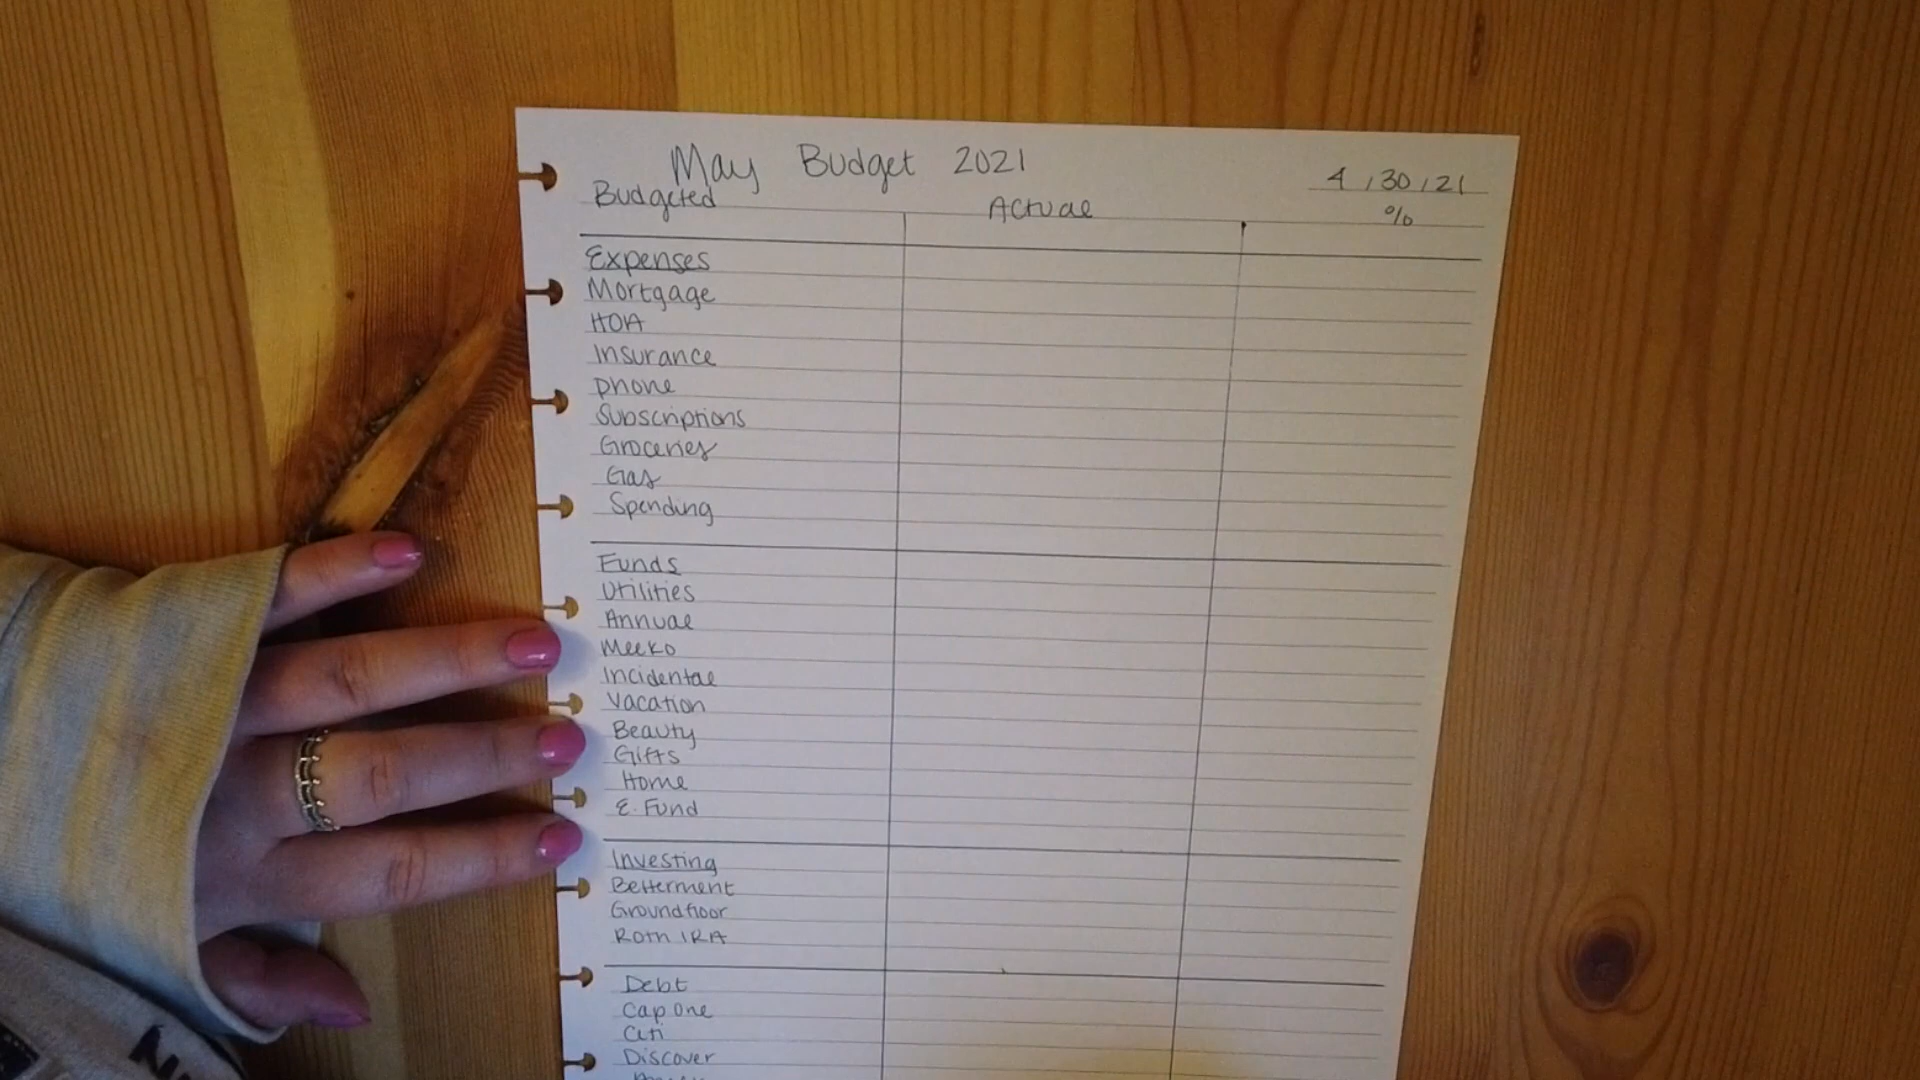 May Budget 2021
4/30/21
Budgeted Actual %
Expenses
Mortgage
HOA
Insurance
phone
Subscriptions
Groceries
Gas
Spending
Funds
Utilities
Annual
Meeko
Incidental
Vacation
Beauty
Gifts
Home
E. Fund
Investing
Betterment
Groundfloor
Roth IRA
Debt
Cap One
Citi
Discover